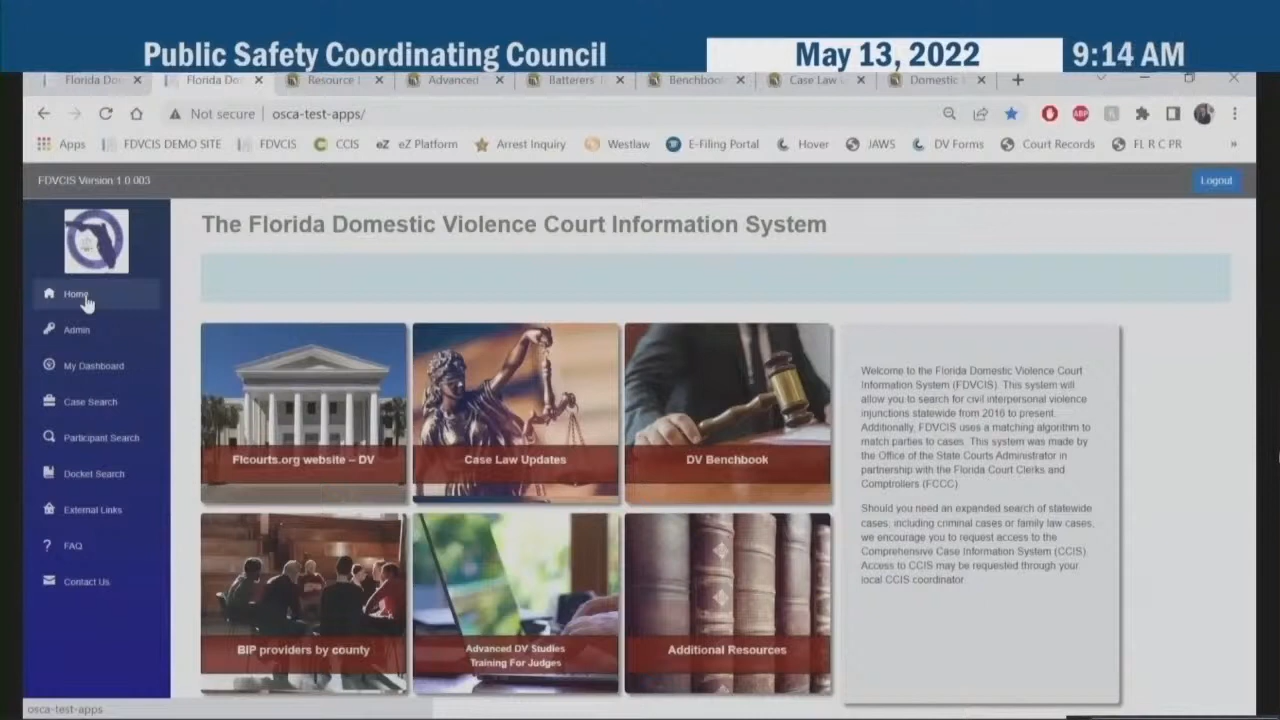 Public Safety Coordinating Council
May 13, 2022
9:14 AM
Florida Do
Florida Do
Resource
Advanced
Batterers
Benchboo
Case Law
Domestic
Not secure | osca-test-apps/
Apps
FDVCIS DEMO SITE
FDVCIS
CCIS
eZ eZ Platform
Arrest Inquiry
Westlaw
E-Filing Portal
Hover
JAWS
DV Forms
Court Records
FL R C PR
»
FDVCIS Version 1.0.003
Logout
Home
Admin
My Dashboard
Case Search
Participant Search
Docket Search
External Links
FAQ
Contact Us
The Florida Domestic Violence Court Information System
Flcourts.org website – DV
Case Law Updates
DV Benchbook
BIP providers by county
Advanced DV Studies
Training For Judges
Additional Resources
Welcome to the Florida Domestic Violence Court
Information System (FDVCIS). This system will
allow you to search for civil interpersonal violence
injunctions statewide from 2016 to present.
Additionally, FDVCIS uses a matching algorithm to
match parties to cases. This system was made by
the Office of the State Courts Administrator in
partnership with the Florida Court Clerks and
Comptrollers (FCCC)
Should you need an expanded search of statewide
cases, including criminal cases or family law cases,
we encourage you to request access to the
Comprehensive Case Information System (CCIS).
Access to CCIS may be requested through your
local CCIS coordinator
osca-test-apps